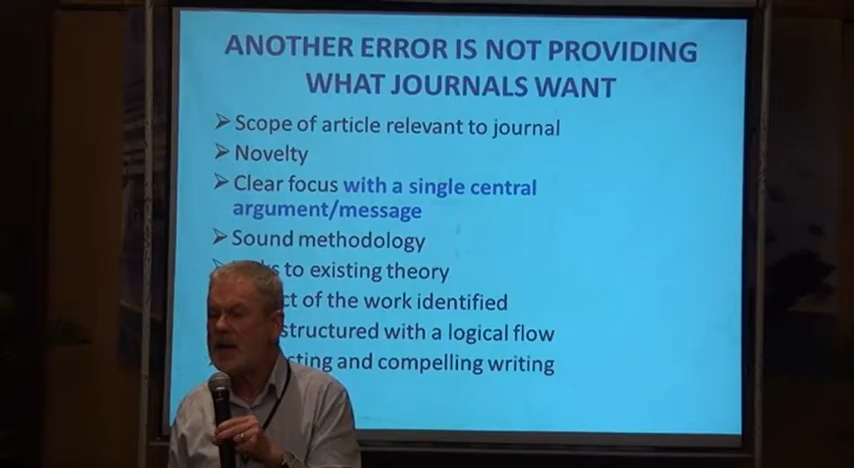 ANOTHER ERROR IS NOT PROVIDING
WHAT JOURNALS WANT
Scope of article relevant to journal
Novelty
Clear focus with a single central
argument/message
Sound methodology
to existing theory
of the work identified
structured with a logical flow
and compelling writing